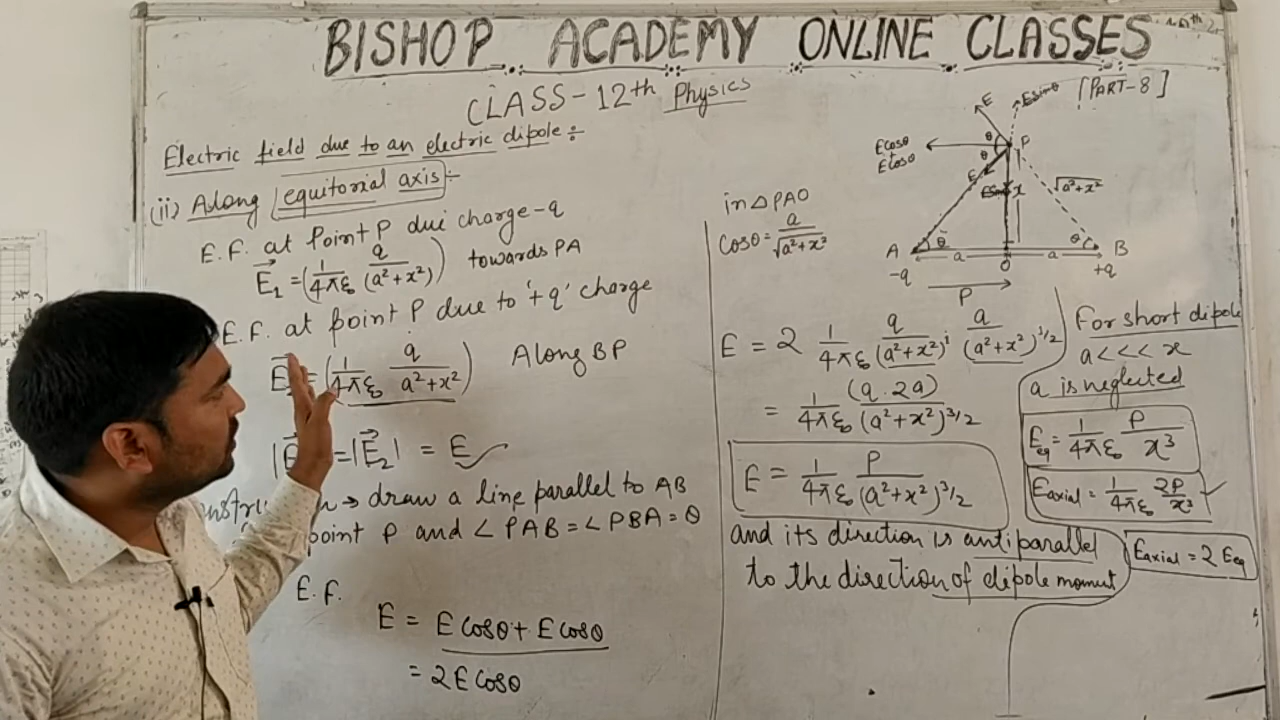 BISHOP ACADEMY ONLINE CLASSES
CLASS-12th Physics
[PART-8]
Electric field due to an electric dipole:-
(ii) Along equitorial axis:-
E.F. at Point P due charge-q
E₁ = (1/4πε₀ q/(a²+x²)) towards PA
E.F. at point P due to '+q' charge
= (1/4πε₀ q/a²+x²) Along BP
= |E₂| = E
→ draw a line parallel to AB
point P and ∠PAB = ∠PBA = θ
E.F.
E = E cosθ + E cosθ
= 2E cosθ
in △PAO
cosθ = a/√a²+x²
E
E sinθ
E cosθ
+
E cosθ
θ
P
θ
E
x
√a²+x²
A
θ
θ
B
-q
a
O
a
+q
P
E = 2 1/4πε₀ q/(a²+x²)¹ · a/(a²+x²)^1/2
= 1/4πε₀ (q.2a)/(a²+x²)^3/2
E = 1/4πε₀ P/(a²+x²)^3/2
and its direction is antiparallel
to the direction of dipole moment
For short dipole
a<<<x
a is neglected
Eeq = 1/4πε₀ P/x³
Eaxial = 1/4πε₀ 2P/x³
Eaxial = 2 Eeq